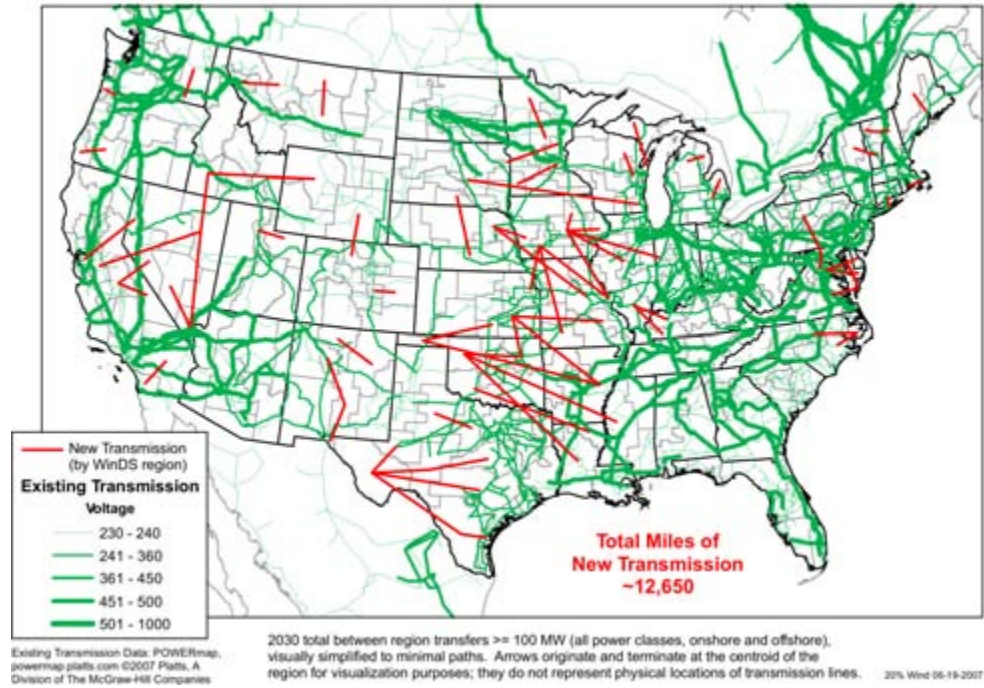 New Transmission
(by WinDS region)
Existing Transmission
Voltage
230 - 240
241 - 360
361 - 450
451 - 500
501 - 1000
Total Miles of
New Transmission
~12,650
Existing Transmission Data: POWERmap,
powermap.platts.com ©2007 Platts, A
Division of The McGraw-Hill Companies
2030 total between region transfers >= 100 MW (all power classes, onshore and offshore),
visually simplified to minimal paths. Arrows originate and terminate at the centroid of the
region for visualization purposes; they do not represent physical locations of transmission lines.
20% Wind 06-19-2007